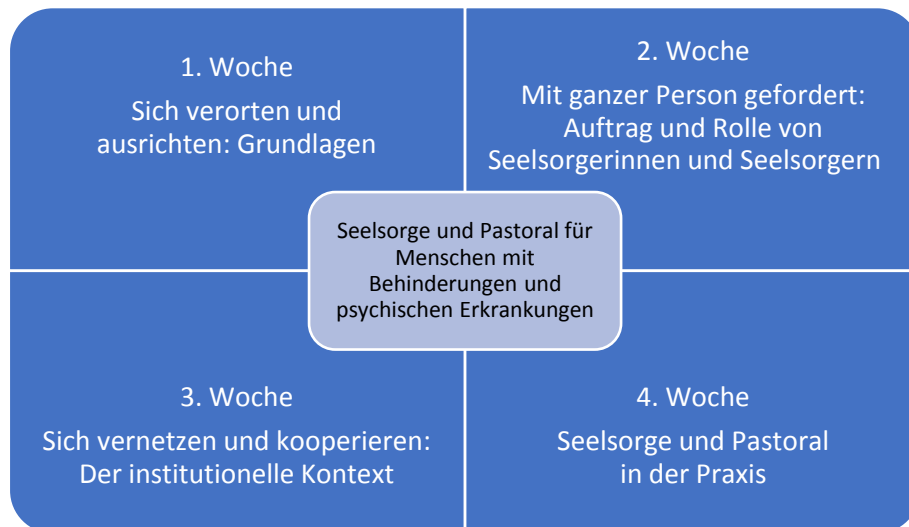 1. Woche
Sich verorten und
ausrichten: Grundlagen
2. Woche
Mit ganzer Person gefordert:
Auftrag und Rolle von
Seelsorgerinnen und Seelsorgern
Seelsorge und Pastoral für
Menschen mit
Behinderungen und
psychischen Erkrankungen
3. Woche
Sich vernetzen und kooperieren:
Der institutionelle Kontext
4. Woche
Seelsorge und Pastoral
in der Praxis